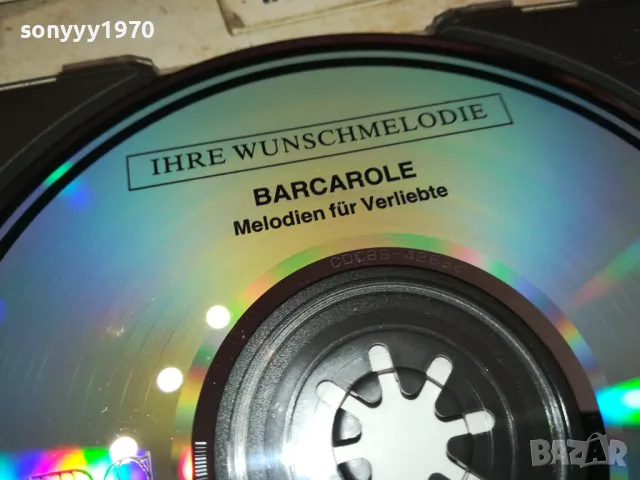 sonyyy1970
IHRE WUNSCHMELODIE
BARCAROLE
Melodien für Verliebte
BAZAR